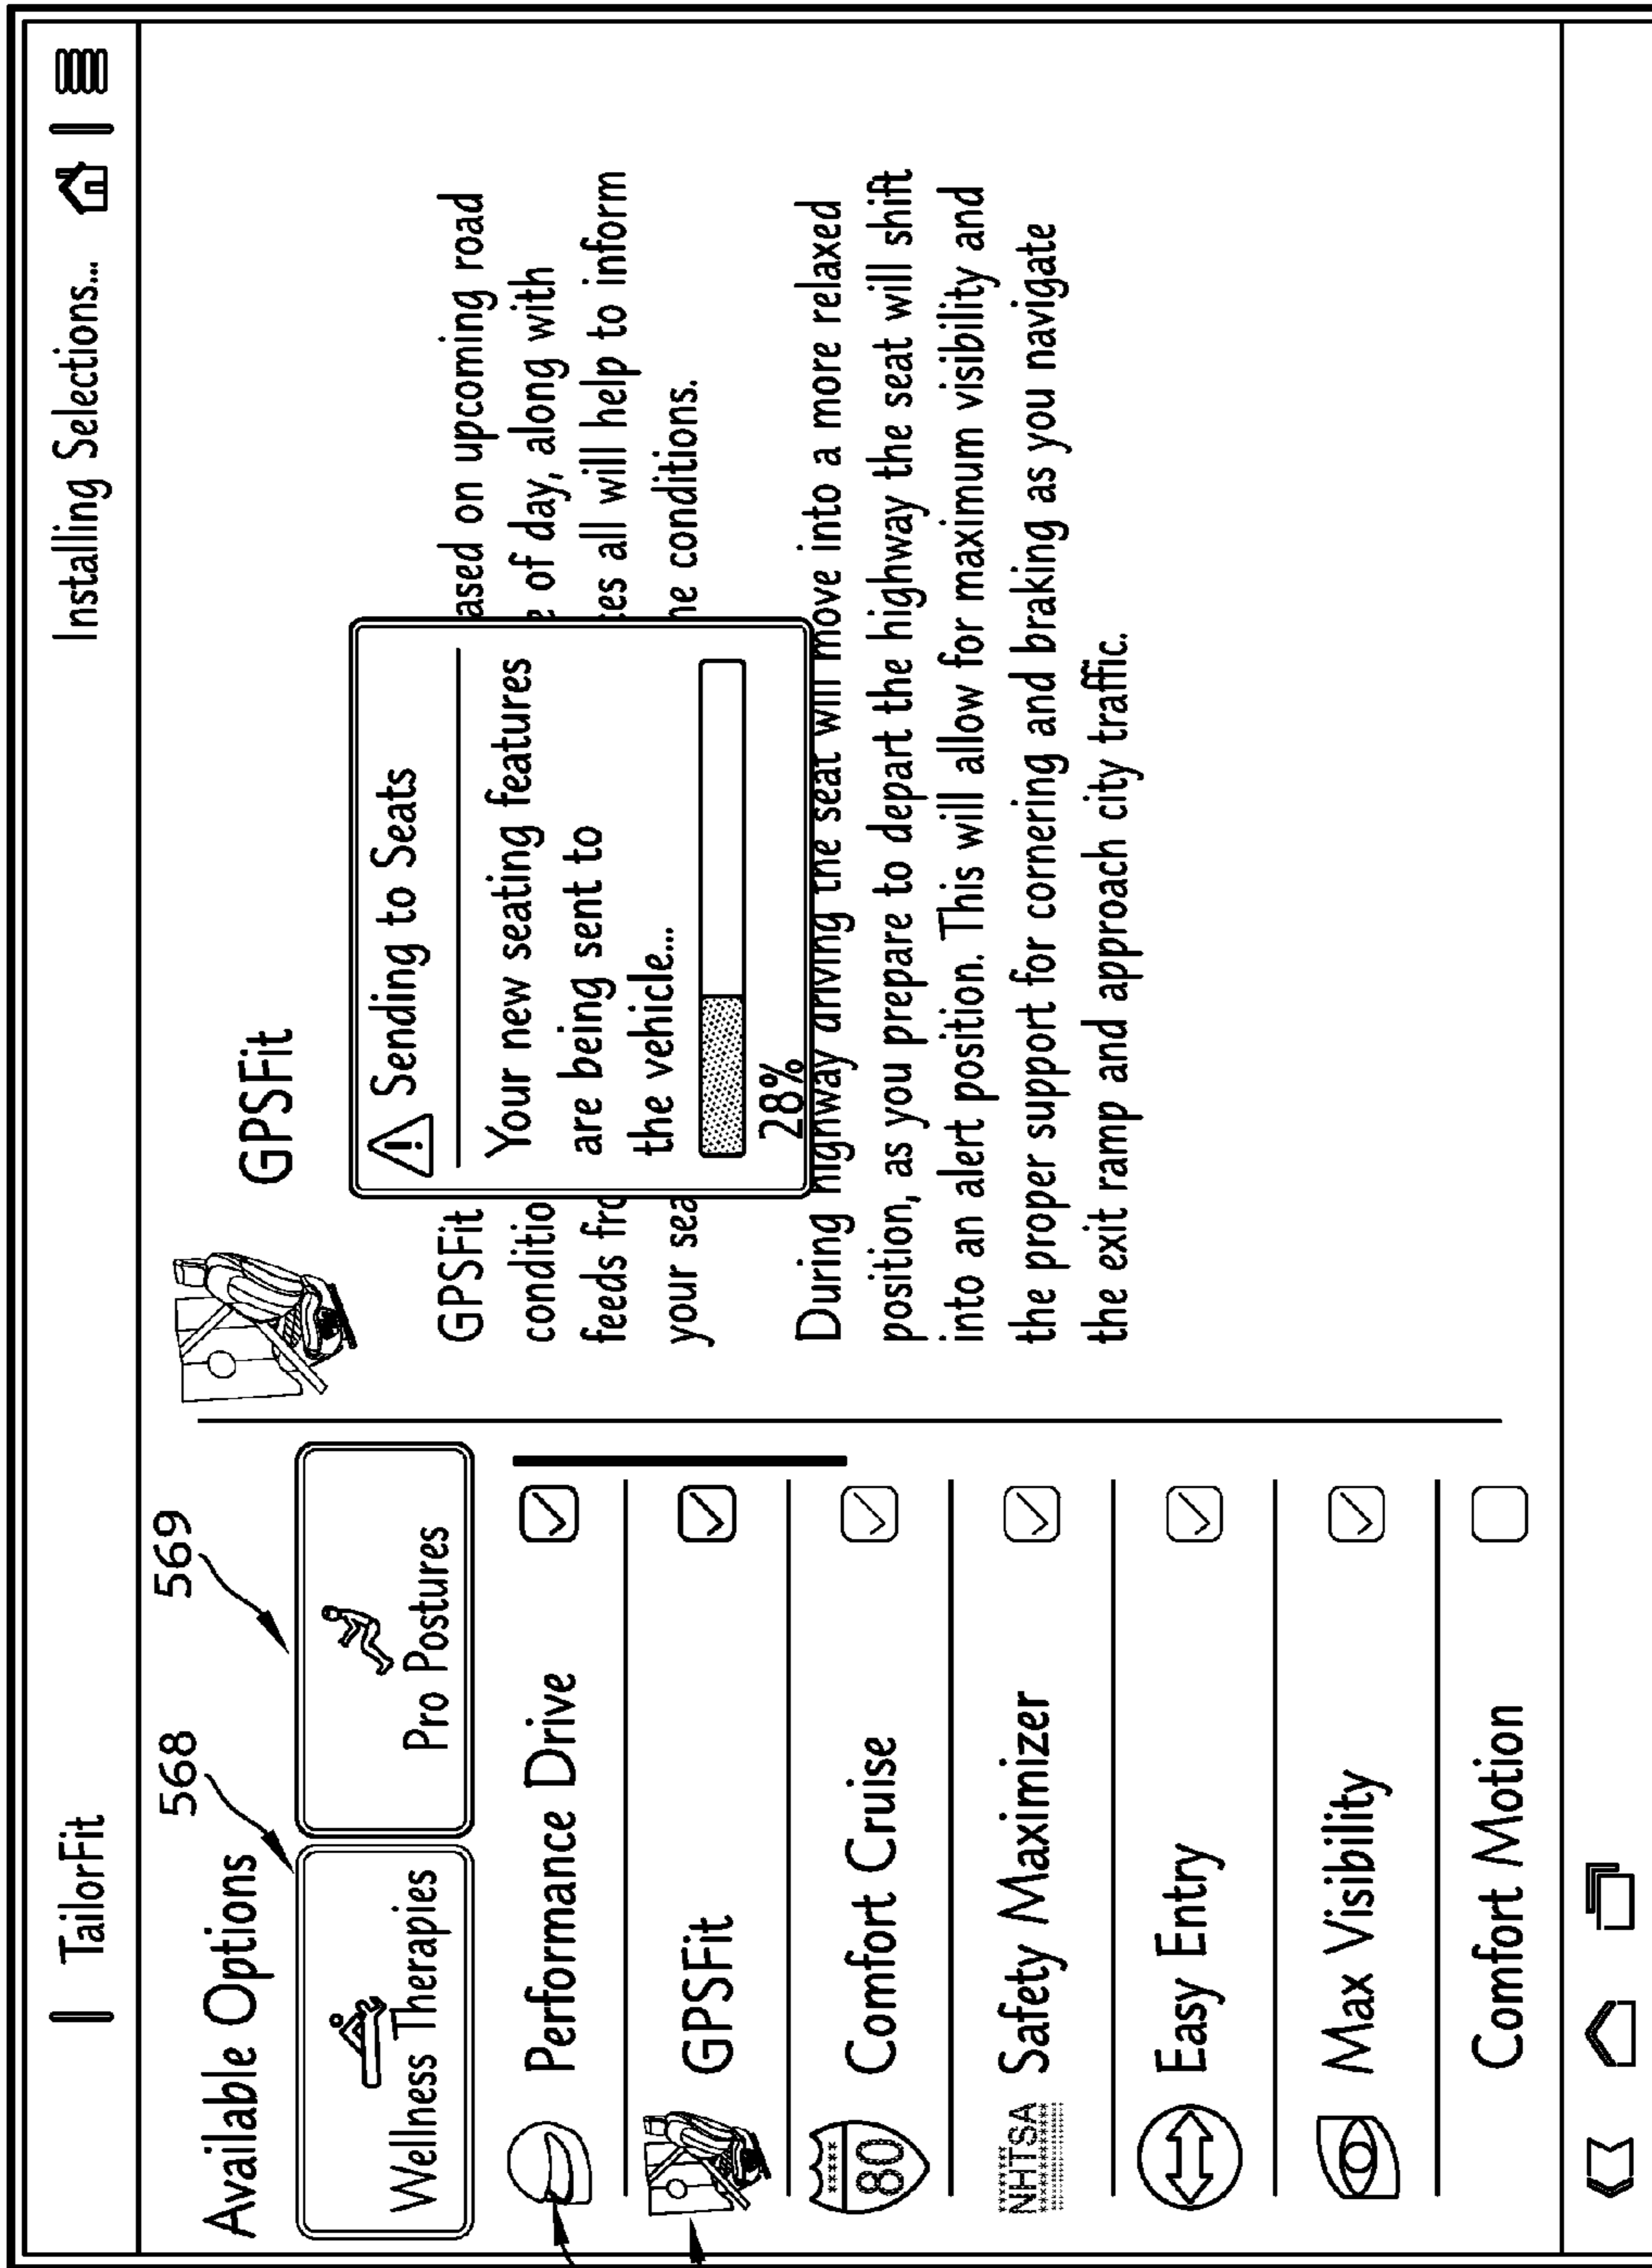 TailorFit
Installing Selections...
Available Options
568
569
Wellness Therapies
Pro Postures
Performance Drive
GPSFit
80
Comfort Cruise
NHTSA
Safety Maximizer
Easy Entry
Max Visibility
Comfort Motion
GPSFit
GPSFit ased on upcoming road
conditio e of day, along with
feeds fro ces all will help to inform
your sea he conditions.
Sending to Seats
Your new seating features
are being sent to
the vehicle...
28%
During highway driving the seat will move into a more relaxed
position, as you prepare to depart the highway the seat will shift
into an alert position. This will allow for maximum visibility and
the proper support for cornering and braking as you navigate
the exit ramp and approach city traffic.